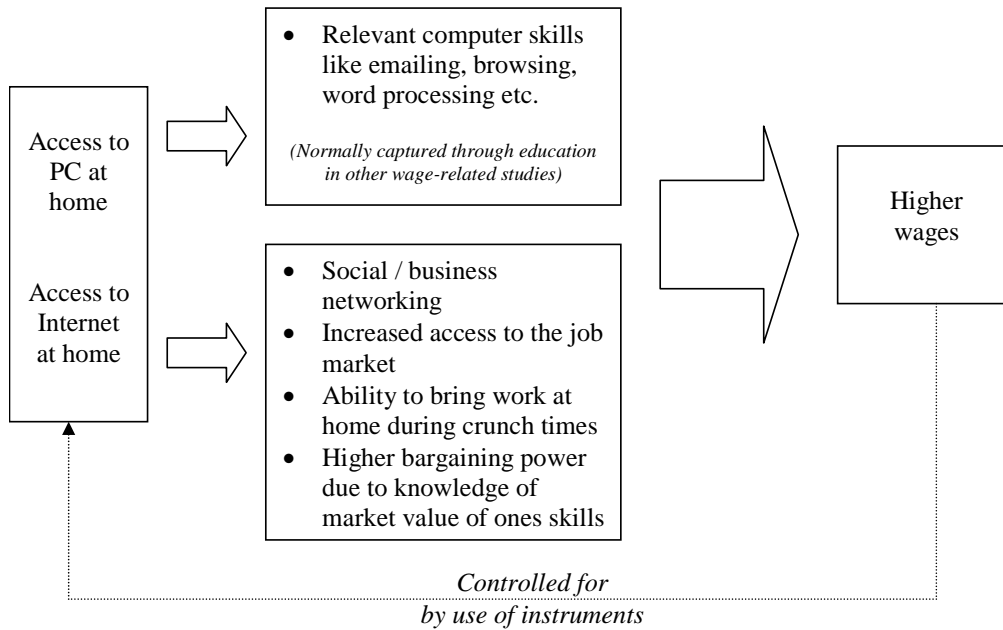 Access to
PC at
home
Access to
Internet
at home
• Relevant computer skills
like emailing, browsing,
word processing etc.
(Normally captured through education
in other wage-related studies)
• Social / business
networking
• Increased access to the job
market
• Ability to bring work at
home during crunch times
• Higher bargaining power
due to knowledge of
market value of ones skills
Higher
wages
Controlled for
by use of instruments